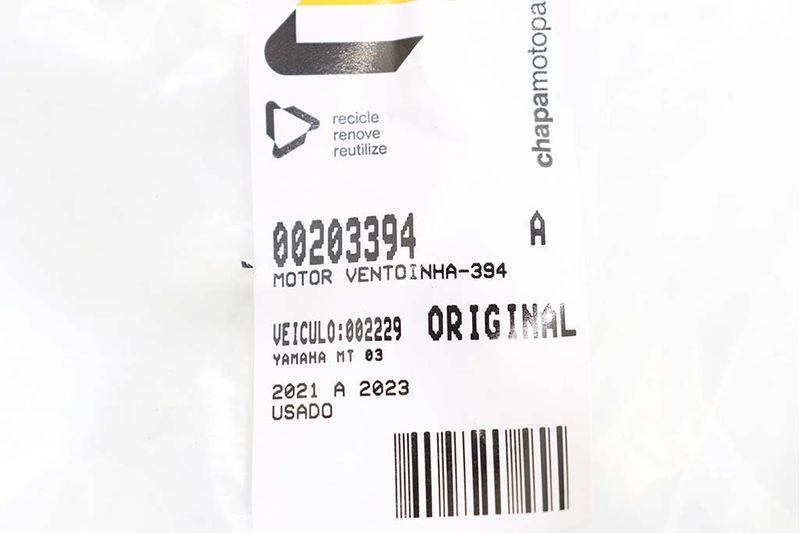 chapamotopa
recicle
renove
reutilize
00203394 A
MOTOR VENTOINHA-394
VEICULO:002229 ORIGINAL
YAMAHA MT 03
2021 A 2023
USADO